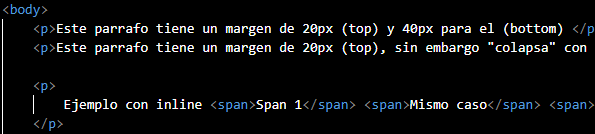 <body>
<p>Este parrafo tiene un margen de 20px (top) y 40px para el (bottom) </p
<p>Este parrafo tiene un margen de 20px (top), sin embargo "colapsa" con
<p>
Ejemplo con inline <span>Span 1</span> <span>Mismo caso</span> <span>
</p>